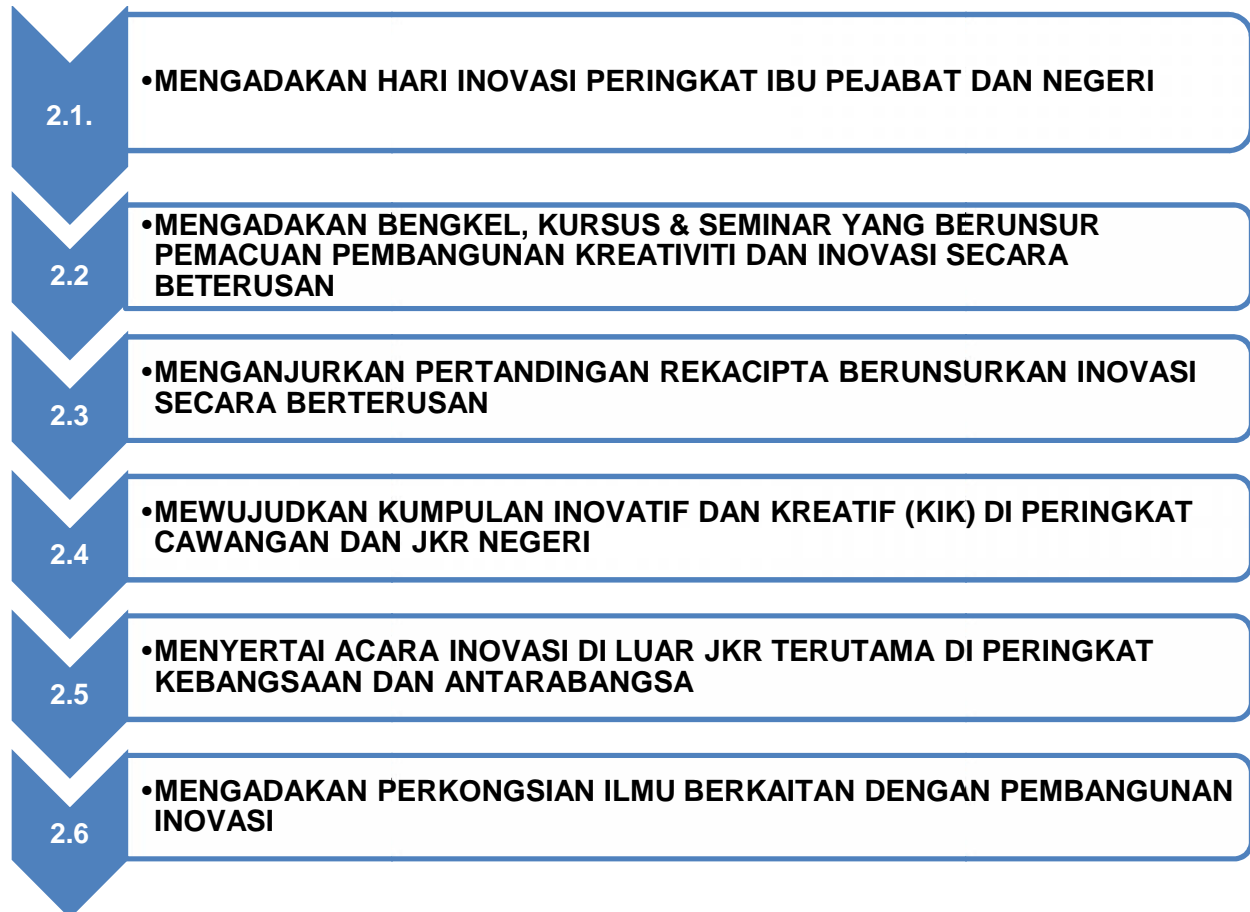 2.1.
•MENGADAKAN HARI INOVASI PERINGKAT IBU PEJABAT DAN NEGERI
2.2
•MENGADAKAN BENGKEL, KURSUS & SEMINAR YANG BERUNSUR
PEMACUAN PEMBANGUNAN KREATIVITI DAN INOVASI SECARA
BETERUSAN
2.3
•MENGANJURKAN PERTANDINGAN REKACIPTA BERUNSURKAN INOVASI
SECARA BERTERUSAN
2.4
•MEWUJUDKAN KUMPULAN INOVATIF DAN KREATIF (KIK) DI PERINGKAT
CAWANGAN DAN JKR NEGERI
2.5
•MENYERTAI ACARA INOVASI DI LUAR JKR TERUTAMA DI PERINGKAT
KEBANGSAAN DAN ANTARABANGSA
2.6
•MENGADAKAN PERKONGSIAN ILMU BERKAITAN DENGAN PEMBANGUNAN
INOVASI